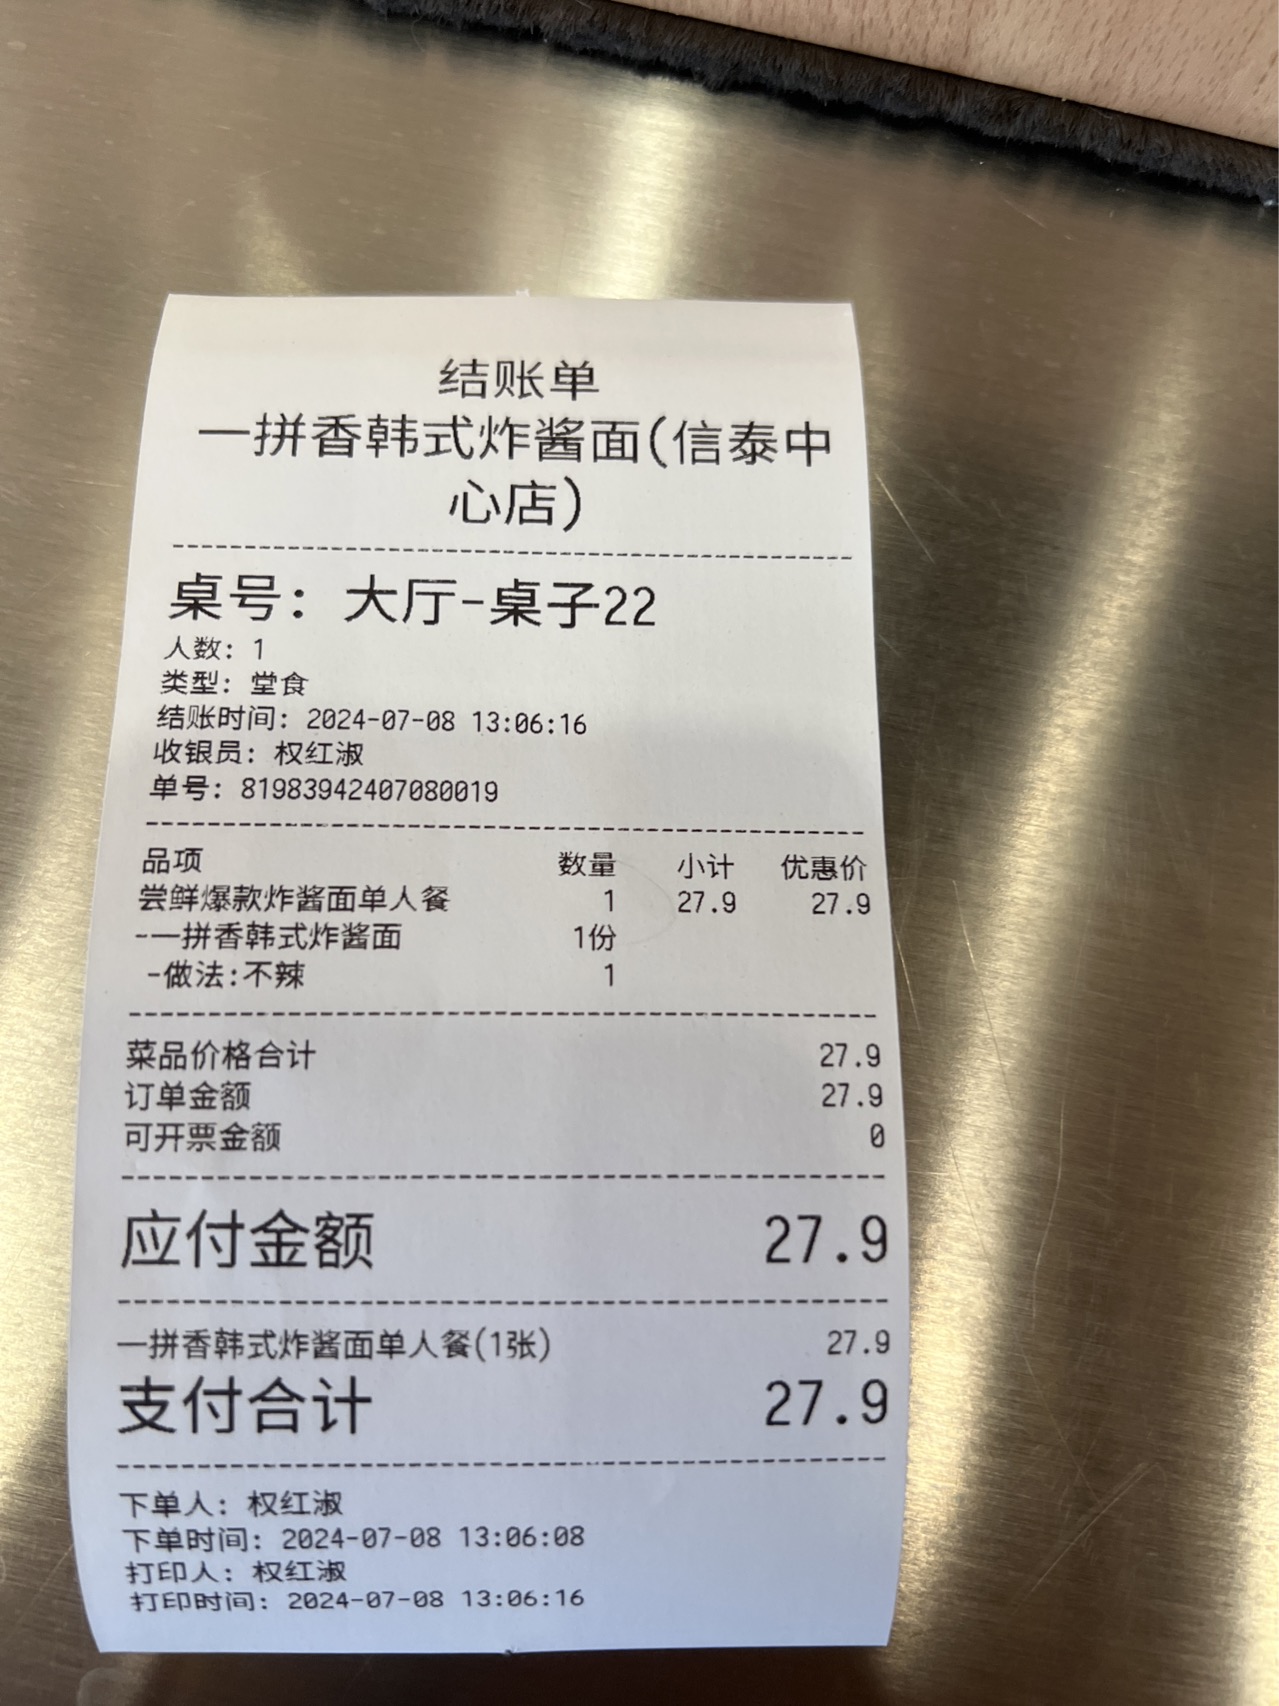 结账单
一拼香韩式炸酱面(信泰中
心店)
桌号: 大厅-桌子22
人数: 1
类型: 堂食
结账时间: 2024-07-08 13:06:16
收银员: 权红淑
单号: 81983942407080019
品项 数量 小计 优惠价
尝鲜爆款炸酱面单人餐 1 27.9 27.9
-一拼香韩式炸酱面 1份
-做法:不辣 1
菜品价格合计 27.9
订单金额 27.9
可开票金额 0
应付金额 27.9
一拼香韩式炸酱面单人餐(1张) 27.9
支付合计 27.9
下单人: 权红淑
下单时间: 2024-07-08 13:06:08
打印人: 权红淑
打印时间: 2024-07-08 13:06:16